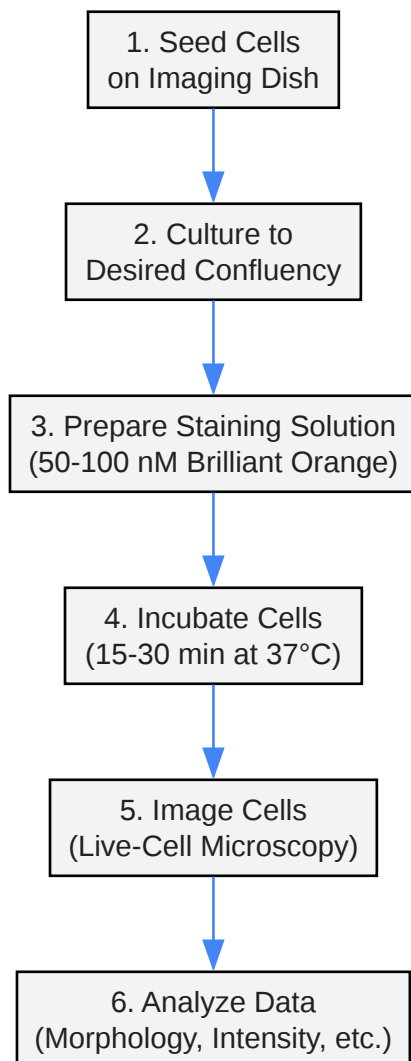 1. Seed Cells
on Imaging Dish
2. Culture to
Desired Confluency
3. Prepare Staining Solution
(50-100 nM Brilliant Orange)
4. Incubate Cells
(15-30 min at 37°C)
5. Image Cells
(Live-Cell Microscopy)
6. Analyze Data
(Morphology, Intensity, etc.)